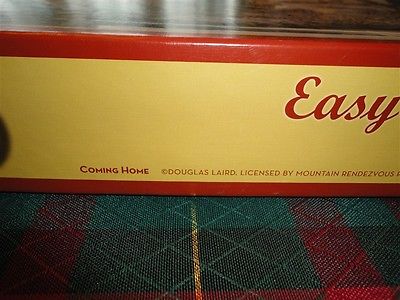 Easy
COMING HOME ©DOUGLAS LAIRD. LICENSED BY MOUNTAIN RENDEZVOUS